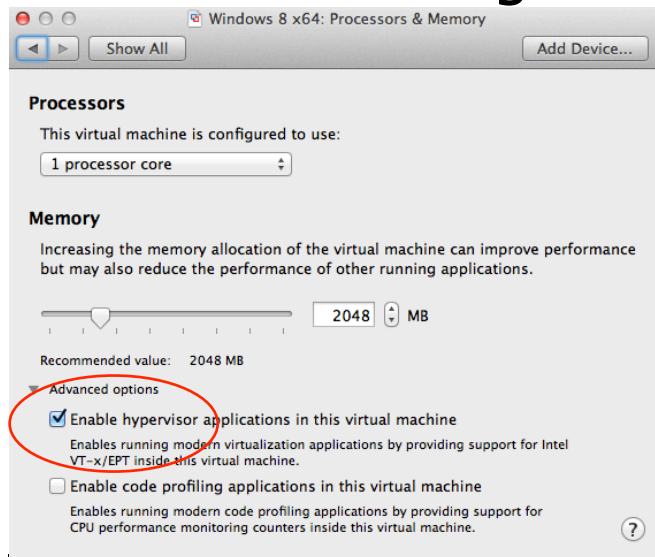 Windows 8 x64: Processors & Memory
Show All
Add Device...
Processors
This virtual machine is configured to use:
1 processor core
Memory
Increasing the memory allocation of the virtual machine can improve performance
but may also reduce the performance of other running applications.
2048 MB
Recommended value: 2048 MB
Advanced options
Enable hypervisor applications in this virtual machine
Enables running modern virtualization applications by providing support for Intel
VT-x/EPT inside this virtual machine.
Enable code profiling applications in this virtual machine
Enables running modern code profiling applications by providing support for
CPU performance monitoring counters inside this virtual machine.
?